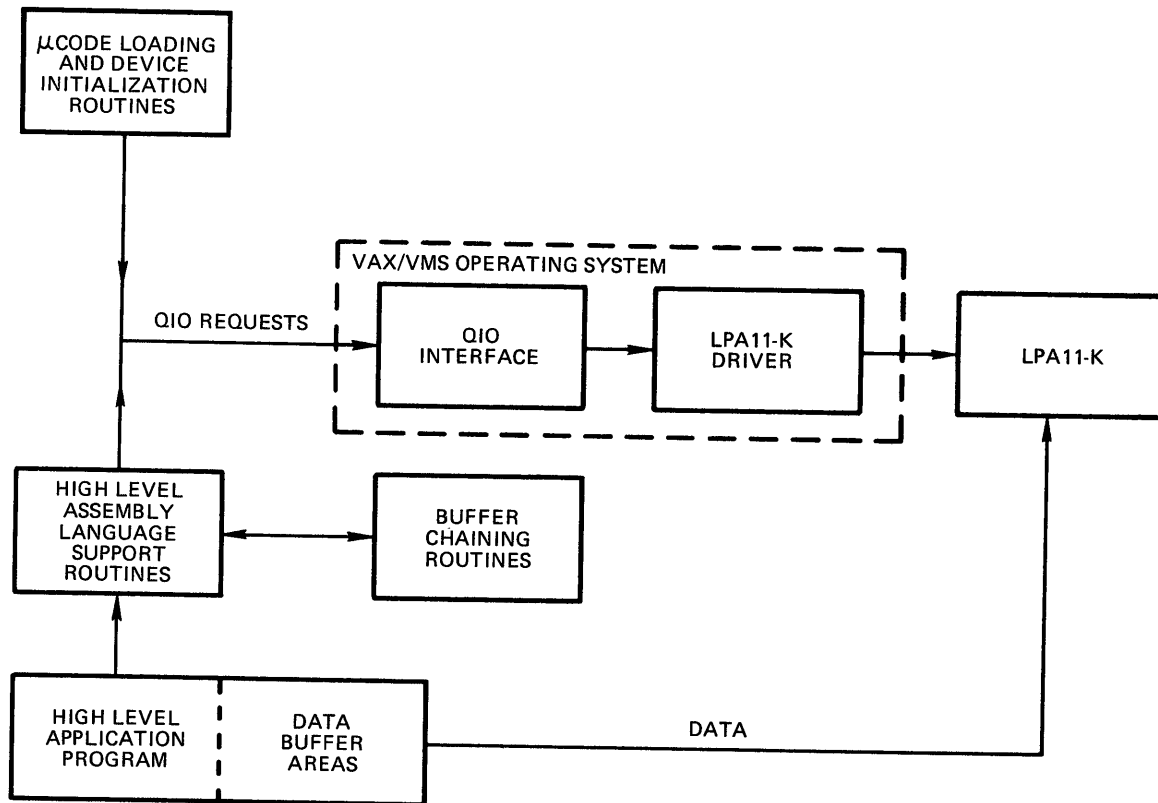 μCODE LOADING
AND DEVICE
INITIALIZATION
ROUTINES
VAX/VMS OPERATING SYSTEM
QIO REQUESTS
QIO
INTERFACE
LPA11-K
DRIVER
LPA11-K
HIGH LEVEL
ASSEMBLY
LANGUAGE
SUPPORT
ROUTINES
BUFFER
CHAINING
ROUTINES
HIGH LEVEL
APPLICATION
PROGRAM
DATA
BUFFER
AREAS
DATA